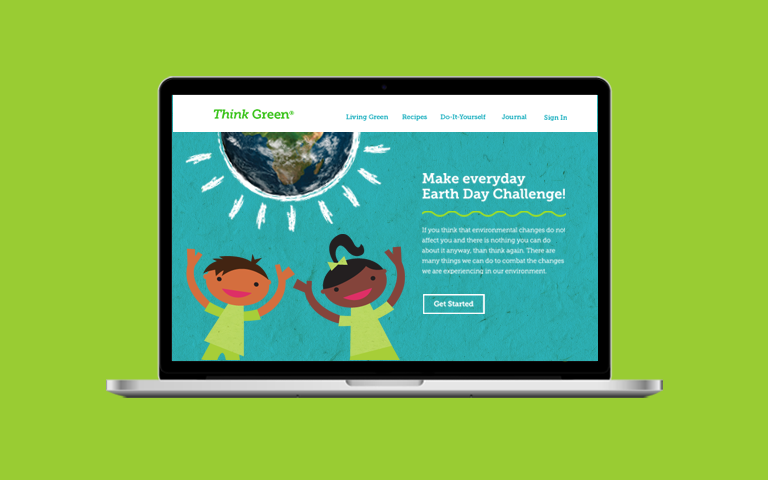 Think Green®
Living Green Recipes Do-It-Yourself Journal Sign In
Make everyday
Earth Day Challenge!
If you think that environmental changes do not
affect you and there is nothing you can do
about it anyway, than think again. There are
many things we can do to combat the changes
we are experiencing in our environment.
Get Started